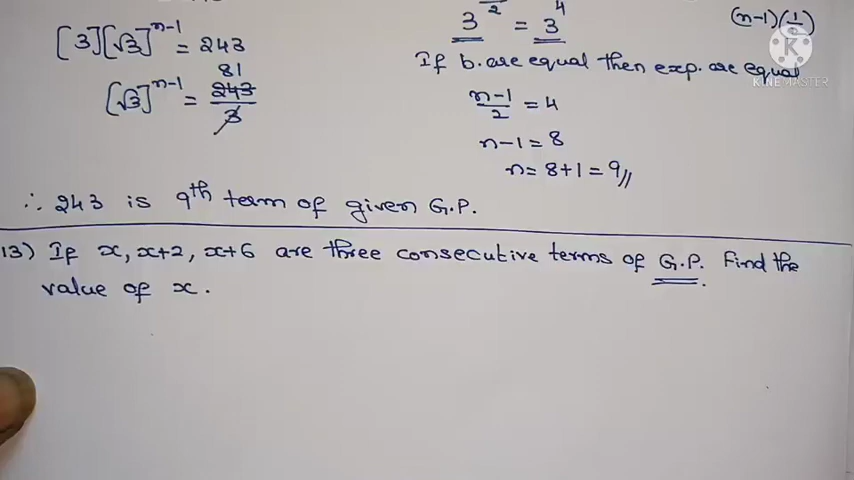 [3][√3]^(n-1) = 243
[√3]^(n-1) = 243/3 81
3^(‾/2) = 3^4
(n-1)(1/
If b. are equal then exp. are equal
K
KINEMASTER
(n-1)/2 = 4
n-1 = 8
n = 8+1 = 9//
∴ 243 is 9th term of given G.P.
13) If x, x+2, x+6 are three consecutive terms of G.P. Find the
value of x.